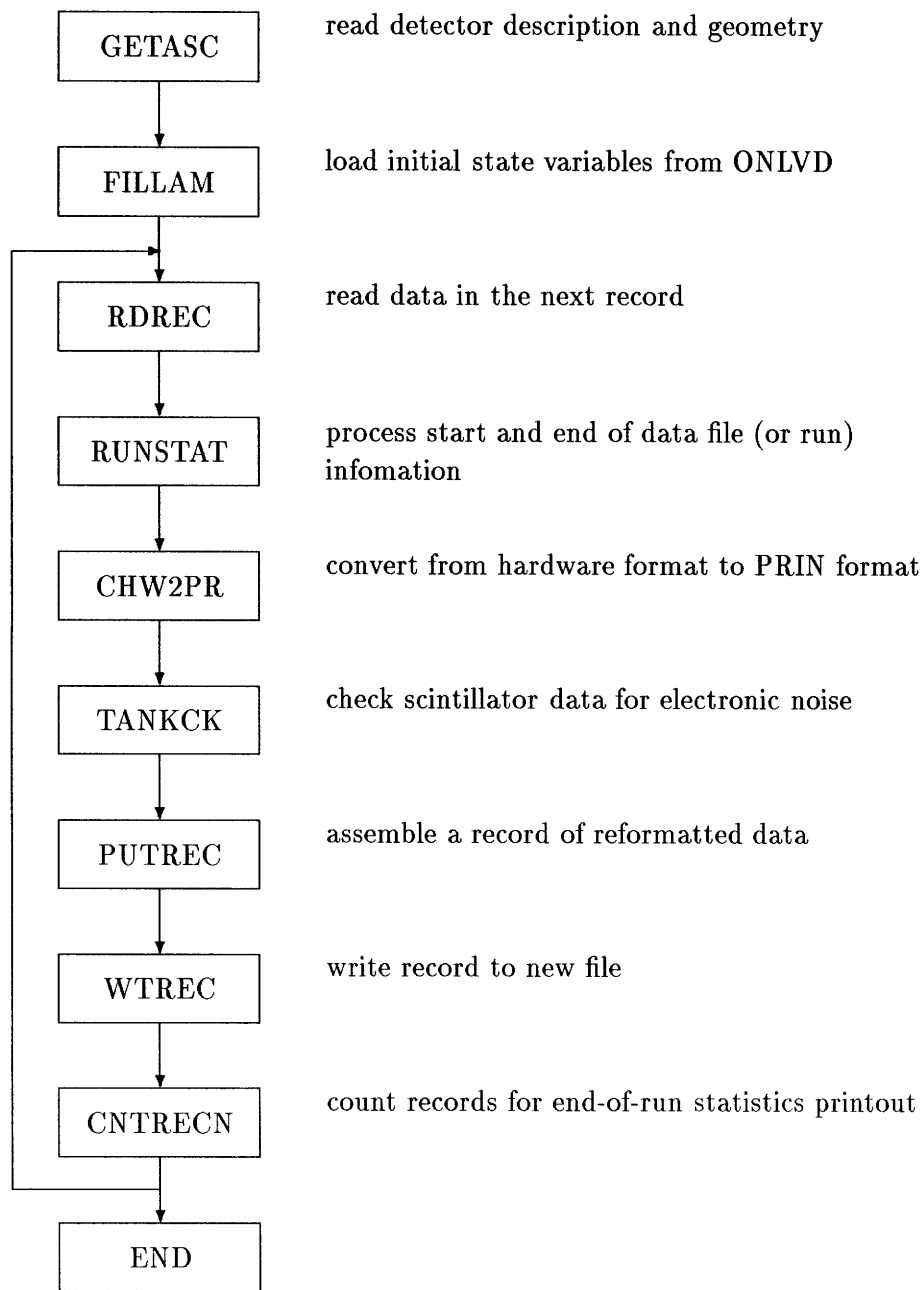 GETASC
read detector description and geometry
FILLAM
load initial state variables from ONLVD
RDREC
read data in the next record
RUNSTAT
process start and end of data file (or run)
infomation
CHW2PR
convert from hardware format to PRIN format
TANKCK
check scintillator data for electronic noise
PUTREC
assemble a record of reformatted data
WTREC
write record to new file
CNTRECN
count records for end-of-run statistics printout
END